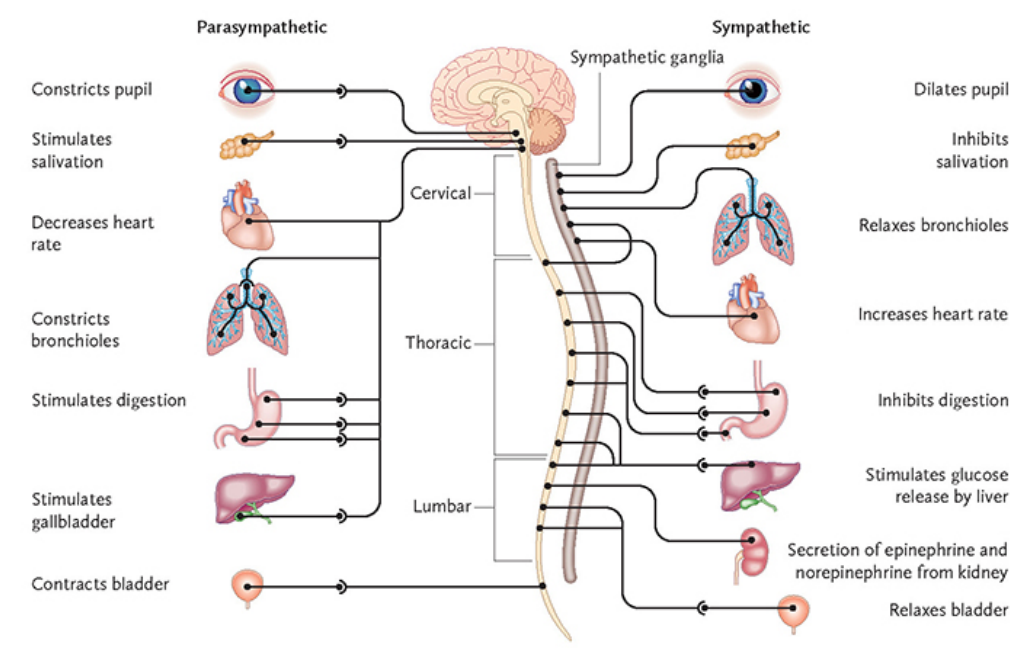 Parasympathetic
Sympathetic
Sympathetic ganglia
Constricts pupil
Stimulates
salivation
Decreases heart
rate
Constricts
bronchioles
Stimulates digestion
Stimulates
gallbladder
Contracts bladder
Cervical
Thoracic
Lumbar
Dilates pupil
Inhibits
salivation
Relaxes bronchioles
Increases heart rate
Inhibits digestion
Stimulates glucose
release by liver
Secretion of epinephrine and
norepinephrine from kidney
Relaxes bladder